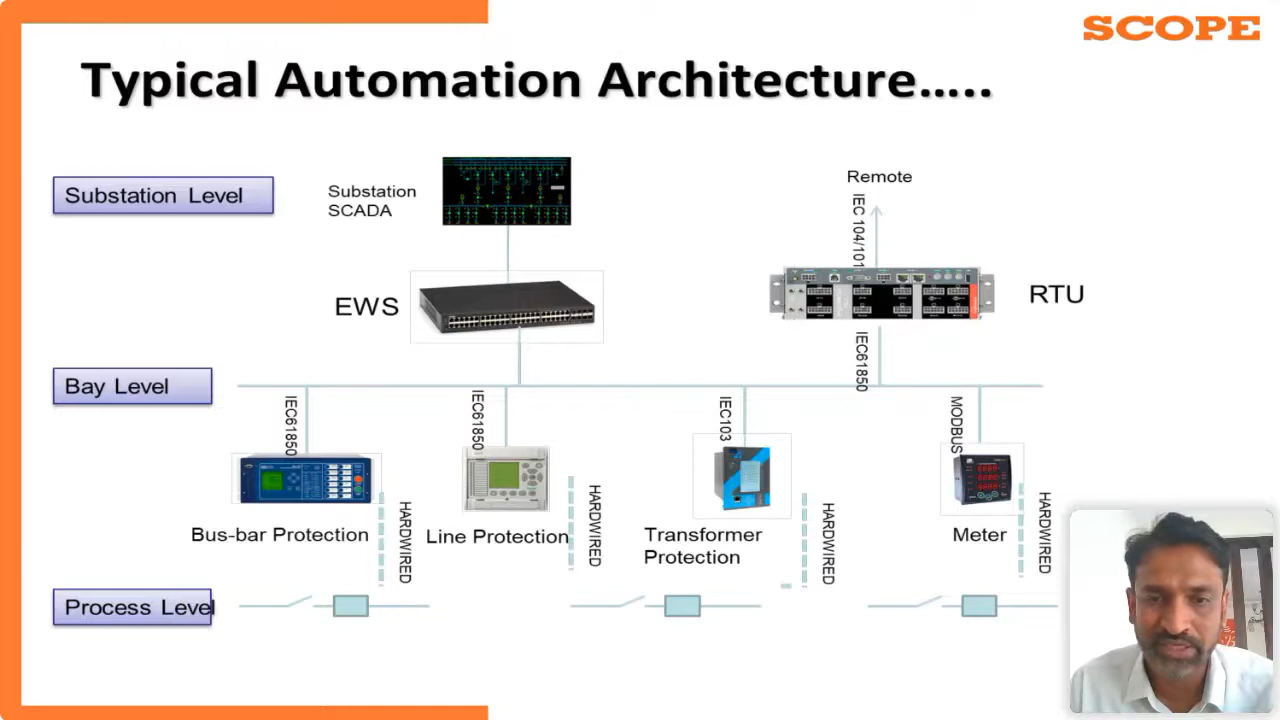 SCOPE
Typical Automation Architecture…..
Substation Level
Substation
SCADA
Remote
IEC 104/101
EWS
RTU
IEC61850
Bay Level
IEC61850
IEC61850
IEC103
MODBUS
HARDWIRED
HARDWIRED
HARDWIRED
HARDWIRED
Bus-bar Protection
Line Protection
Transformer
Protection
Meter
Process Level